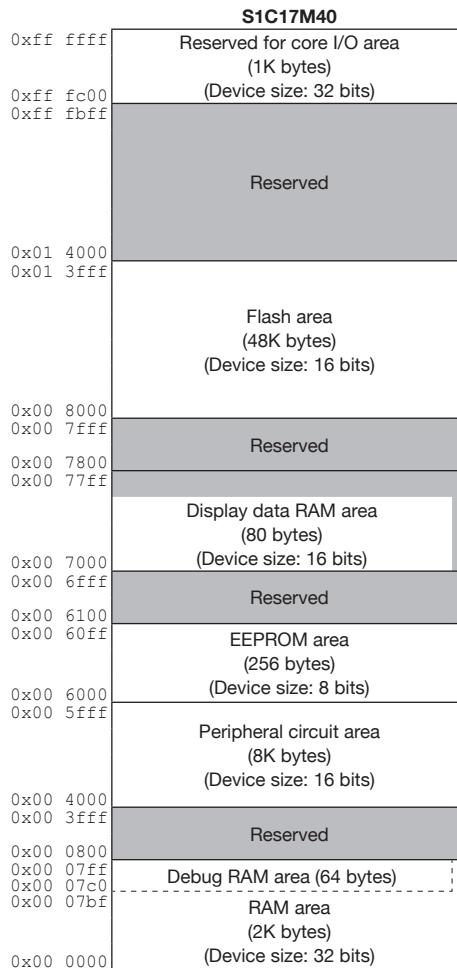 S1C17M40
0xff ffff
Reserved for core I/O area
(1K bytes)
(Device size: 32 bits)
0xff fc00
0xff fbff
Reserved
0x01 4000
0x01 3fff
Flash area
(48K bytes)
(Device size: 16 bits)
0x00 8000
0x00 7fff
Reserved
0x00 7800
0x00 77ff
Display data RAM area
(80 bytes)
(Device size: 16 bits)
0x00 7000
0x00 6fff
Reserved
0x00 6100
0x00 60ff
EEPROM area
(256 bytes)
(Device size: 8 bits)
0x00 6000
0x00 5fff
Peripheral circuit area
(8K bytes)
(Device size: 16 bits)
0x00 4000
0x00 3fff
Reserved
0x00 0800
0x00 07ff
Debug RAM area (64 bytes)
0x00 07c0
0x00 07bf
RAM area
(2K bytes)
(Device size: 32 bits)
0x00 0000